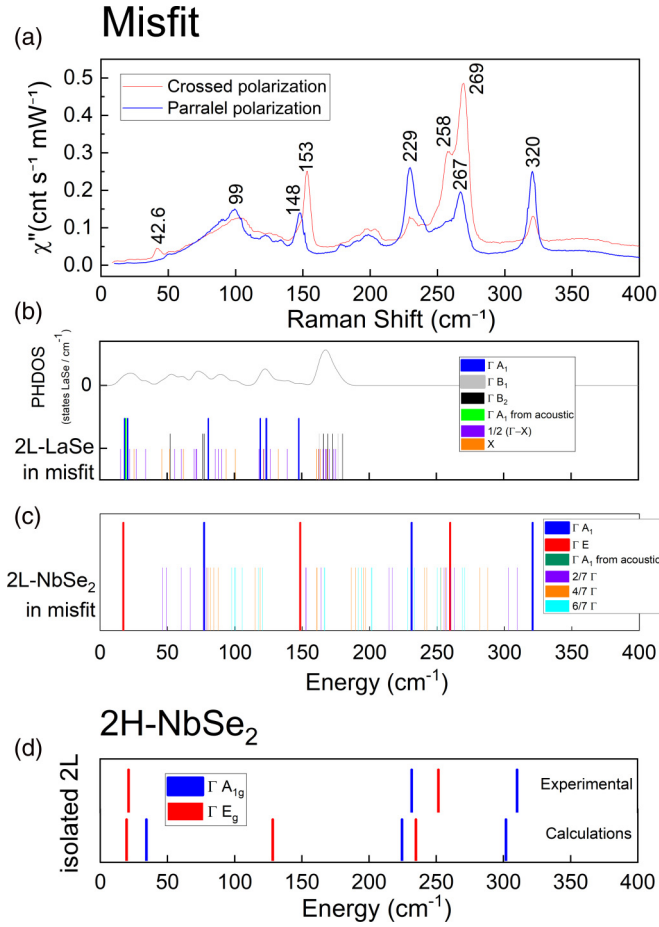 Misfit
(a)
Crossed polarization
Parralel polarization
χ"(cnt s⁻¹ mW⁻¹)
0.5
0.4
0.3
0.2
0.1
0.0
42.6
99
148
153
229
258
267
269
320
0 50 100 150 200 250 300 350 400
Raman Shift (cm⁻¹)
(b)
PHDOS
(states LaSe / cm⁻¹)
0
2L-LaSe
in misfit
Γ A₁
Γ B₁
Γ B₂
Γ A₁ from acoustic
1/2 (Γ–X)
X
(c)
2L-NbSe₂
in misfit
Γ A₁
Γ E
Γ A₁ from acoustic
2/7 Γ
4/7 Γ
6/7 Γ
0 50 100 150 200 250 300 350 400
Energy (cm⁻¹)
2H-NbSe₂
(d)
isolated 2L
Γ A₁g
Γ Eg
Experimental
Calculations
0 50 100 150 200 250 300 350 400
Energy (cm⁻¹)